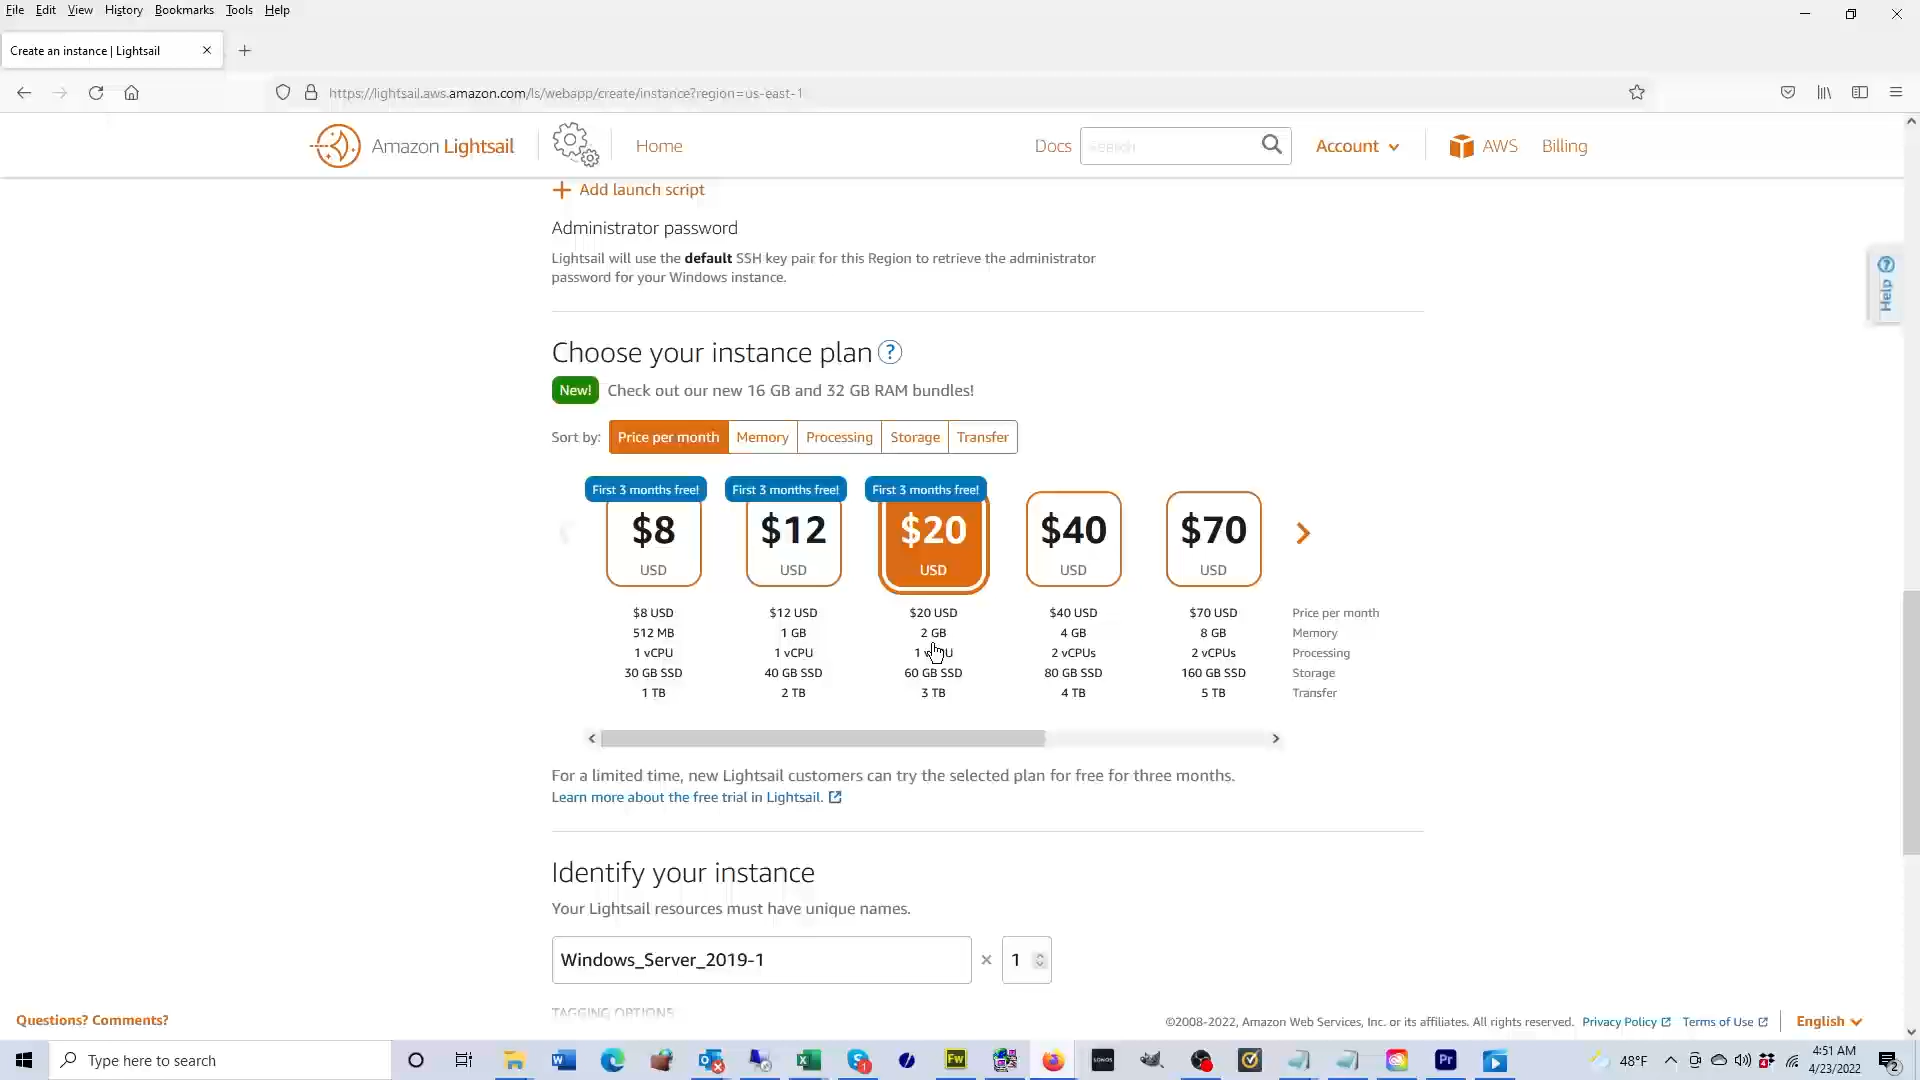 File Edit View History Bookmarks Tools Help
Create an instance | Lightsail
https://lightsail.aws.amazon.com/ls/webapp/create/instance?region=us-east-1
Amazon Lightsail
Home
Docs
Search
Account
AWS
Billing
Add launch script
Administrator password
Lightsail will use the default SSH key pair for this Region to retrieve the administrator
password for your Windows instance.
Help
Choose your instance plan ?
New! Check out our new 16 GB and 32 GB RAM bundles!
Sort by: Price per month Memory Processing Storage Transfer
First 3 months free! First 3 months free! First 3 months free!
$8 $12 $20 $40 $70
USD USD USD USD USD
$8 USD $12 USD $20 USD $40 USD $70 USD Price per month
512 MB 1 GB 2 GB 4 GB 8 GB Memory
1 vCPU 1 vCPU 1 2 vCPUs 2 vCPUs Processing
30 GB SSD 40 GB SSD 60 GB SSD 80 GB SSD 160 GB SSD Storage
1 TB 2 TB 3 TB 4 TB 5 TB Transfer
For a limited time, new Lightsail customers can try the selected plan for free for three months.
Learn more about the free trial in Lightsail.
Identify your instance
Your Lightsail resources must have unique names.
Windows_Server_2019-1 × 1
TAGGING OPTIONS
Questions? Comments?
©2008-2022, Amazon Web Services, Inc. or its affiliates. All rights reserved. Privacy Policy Terms of Use English
Type here to search
Fw
SONOS
Pr
48°F
4:51 AM
4/23/2022
2